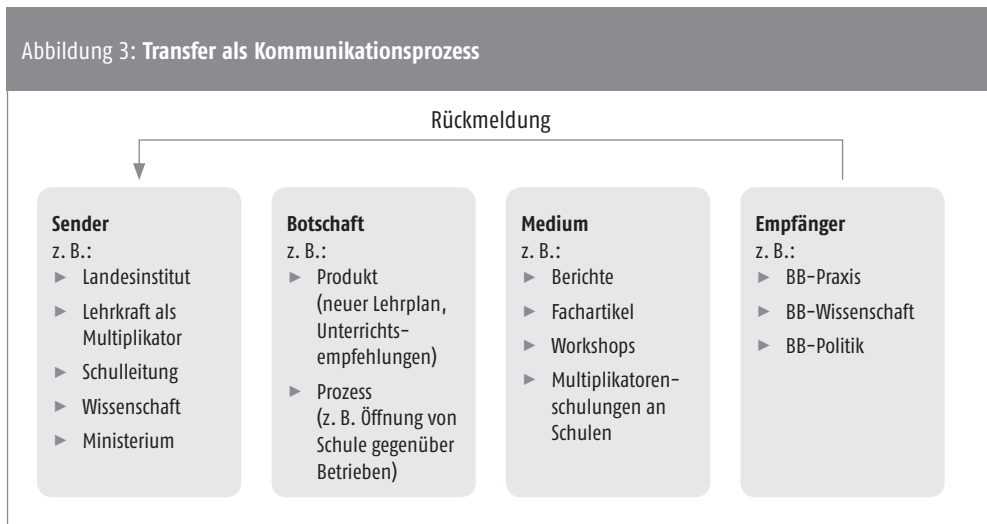 Abbildung 3: Transfer als Kommunikationsprozess
Rückmeldung
Sender
z. B.:
► Landesinstitut
► Lehrkraft als
Multiplikator
► Schulleitung
► Wissenschaft
► Ministerium
Botschaft
z. B.:
► Produkt
(neuer Lehrplan,
Unterrichts-
empfehlungen)
► Prozess
(z. B. Öffnung von
Schule gegenüber
Betrieben)
Medium
z. B.:
► Berichte
► Fachartikel
► Workshops
► Multiplikatoren-
schulungen an
Schulen
Empfänger
z. B.:
► BB-Praxis
► BB-Wissenschaft
► BB-Politik